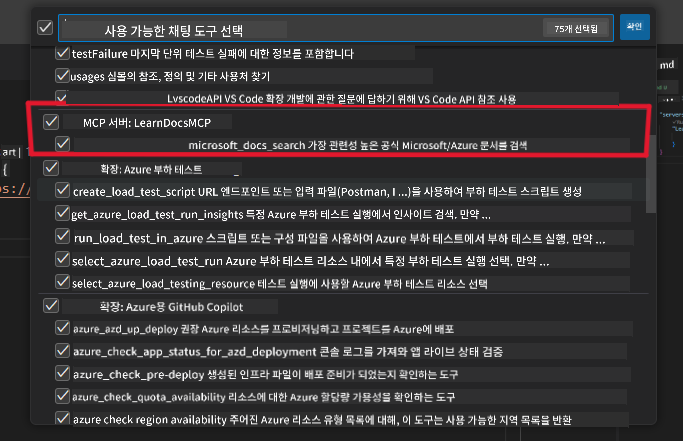 사용 가능한 채팅 도구 선택
75개 선택됨
확인
testFailure 마지막 단위 테스트 실패에 대한 정보를 포함합니다
usages 심볼의 참조, 정의 및 기타 사용처 찾기
LvscodeAPI VS Code 확장 개발에 관한 질문에 답하기 위해 VS Code API 참조 사용
MCP 서버: LearnDocsMCP
microsoft_docs_search 가장 관련성 높은 공식 Microsoft/Azure 문서를 검색
확장: Azure 부하 테스트
create_load_test_script URL 엔드포인트 또는 입력 파일(Postman, I ...)을 사용하여 부하 테스트 스크립트 생성
get_azure_load_test_run_insights 특정 Azure 부하 테스트 실행에서 인사이트 검색. 만약 ...
run_load_test_in_azure 스크립트 또는 구성 파일을 사용하여 Azure 부하 테스트에서 부하 테스트 실행. 만약 ...
select_azure_load_test_run Azure 부하 테스트 리소스 내에서 특정 부하 테스트 실행 선택. 만약 ...
select_azure_load_testing_resource 테스트 실행에 사용할 Azure 부하 테스트 리소스 선택
확장: Azure용 GitHub Copilot
azure_azd_up_deploy 권장 Azure 리소스를 프로비저닝하고 프로젝트를 Azure에 배포
azure_check_app_status_for_azd_deployment 콘솔 로그를 가져와 앱 라이브 상태 검증
azure_check_pre-deploy 생성된 인프라 파일이 배포 준비가 되었는지 확인하는 도구
azure_check_quota_availability 리소스에 대한 Azure 할당량 가용성을 확인하는 도구
azure check region availability 주어진 Azure 리소스 유형 목록에 대해, 이 도구는 사용 가능한 지역 목록을 반환
art |
{
s://
md
"servers